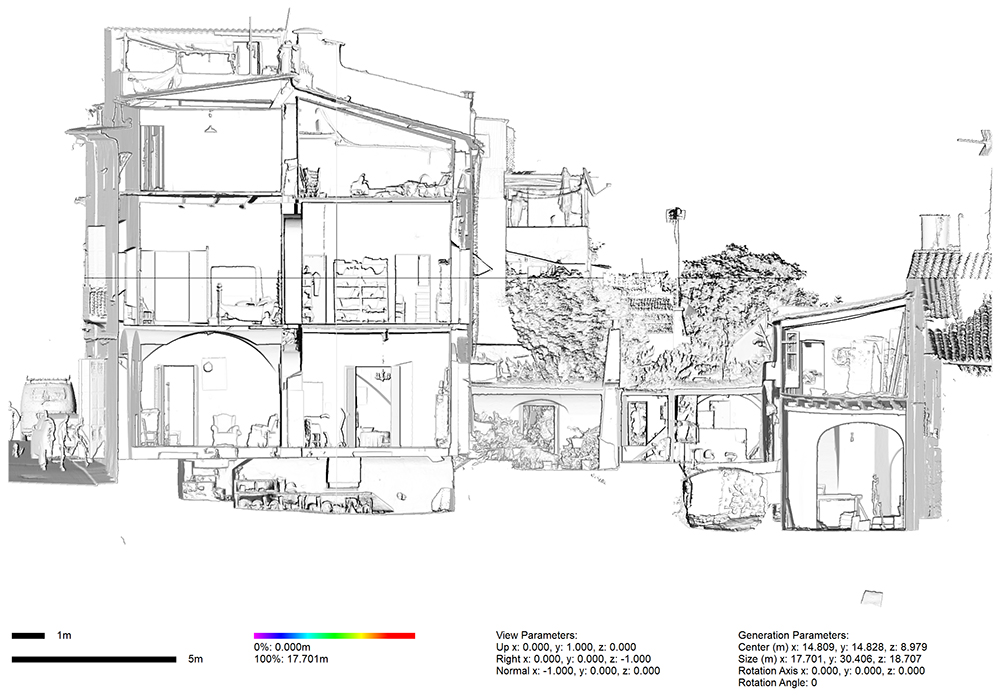 1m
5m
0%: 0.000m
100%: 17.701m
View Parameters:
Up x: 0.000, y: 1.000, z: 0.000
Right x: 0.000, y: 0.000, z: -1.000
Normal x: -1.000, y: 0.000, z: 0.000
Generation Parameters:
Center (m) x: 14.809, y: 14.828, z: 8.979
Size (m) x: 17.701, y: 30.406, z: 18.707
Rotation Axis x: 0.000, y: 0.000, z: 0.000
Rotation Angle: 0